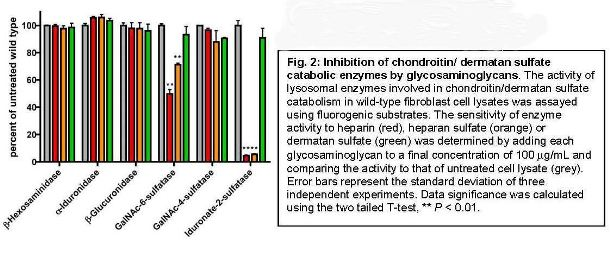 percent of untreated wild type
100
80
60
40
20
0
**
**
****
β-Hexosaminidase
α-Iduronidase
β-Glucuronidase
GalNAc-6-sulfatase
GalNAc-4-sulfatase
Iduronate-2-sulfatase
Fig. 2: Inhibition of chondroitin/ dermatan sulfate
catabolic enzymes by glycosaminoglycans. The activity of
lysosomal enzymes involved in chondroitin/dermatan sulfate
catabolism in wild-type fibroblast cell lysates was assayed
using fluorogenic substrates. The sensitivity of enzyme
activity to heparin (red), heparan sulfate (orange) or
dermatan sulfate (green) was determined by adding each
glycosaminoglycan to a final concentration of 100 μg/mL and
comparing the activity to that of untreated cell lysate (grey).
Error bars represent the standard deviation of three
independent experiments. Data significance was calculated
using the two tailed T-test, ** P < 0.01.